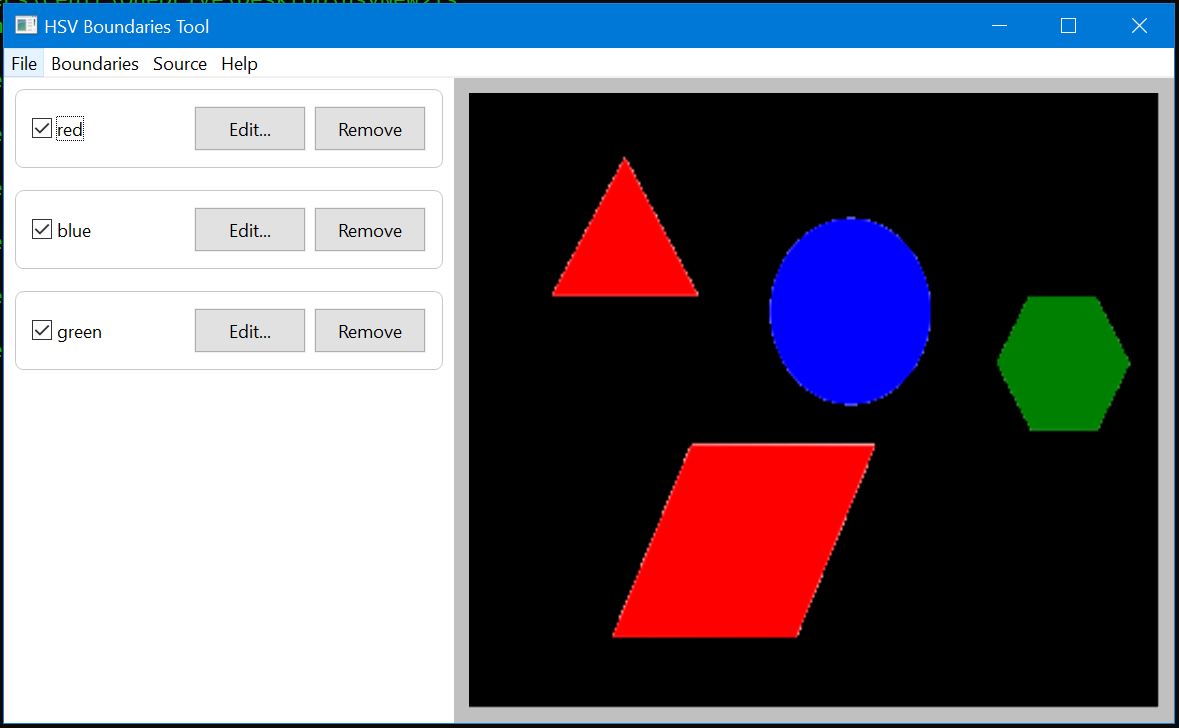 HSV Boundaries Tool
File Boundaries Source Help
red Edit... Remove
blue Edit... Remove
green Edit... Remove